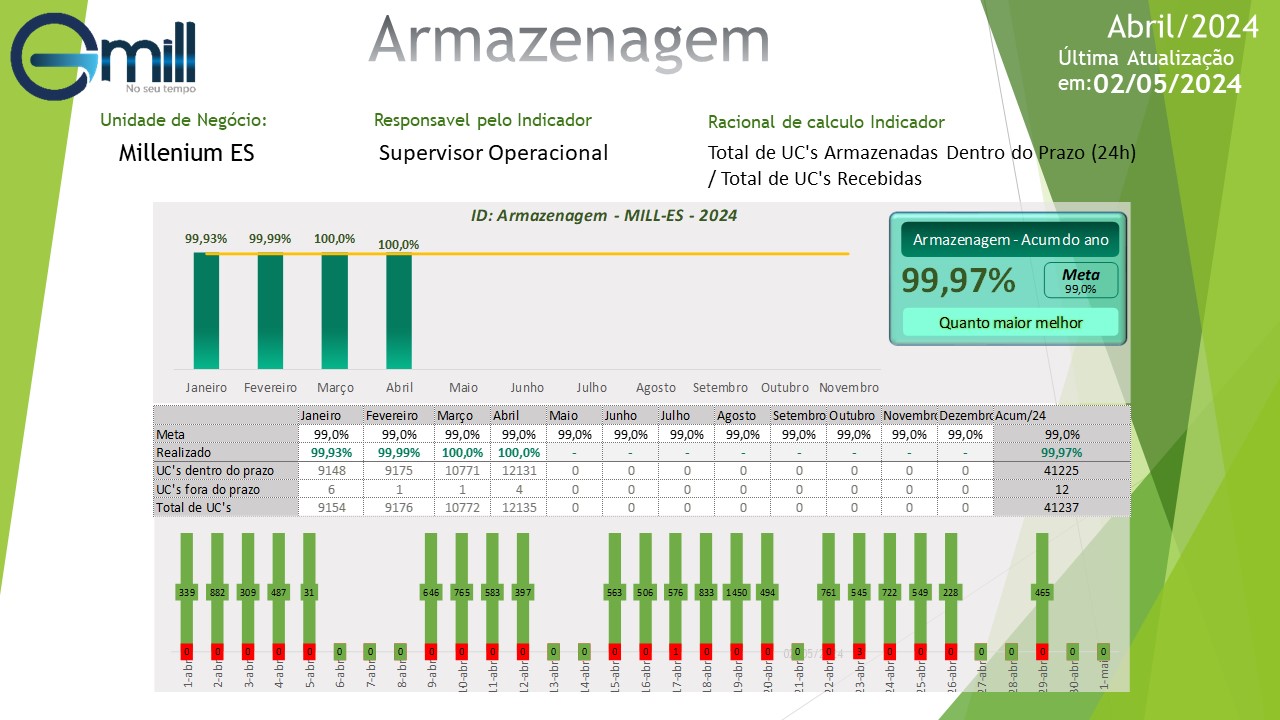 Gmill
No seu tempo
Armazenagem
Abril/2024
Última Atualização
em:02/05/2024
Unidade de Negócio:
Millenium ES
Responsavel pelo Indicador
Supervisor Operacional
Racional de calculo Indicador
Total de UC's Armazenadas Dentro do Prazo (24h)
/ Total de UC's Recebidas
ID: Armazenagem - MILL-ES - 2024
99,93% 99,99% 100,0% 100,0%
Janeiro Fevereiro Março Abril Maio Junho Julho Agosto Setembro Outubro Novembro
Armazenagem - Acum do ano
99,97%
Meta
99,0%
Quanto maior melhor
Janeiro Fevereiro Março Abril Maio Junho Julho Agosto Setembro Outubro Novembro Dezembro Acum/24
Meta 99,0% 99,0% 99,0% 99,0% 99,0% 99,0% 99,0% 99,0% 99,0% 99,0% 99,0% 99,0% 99,0%
Realizado 99,93% 99,99% 100,0% 100,0% - - - - - - - - 99,97%
UC's dentro do prazo 9148 9175 10771 12131 0 0 0 0 0 0 0 0 41225
UC's fora do prazo 6 1 1 4 0 0 0 0 0 0 0 0 12
Total de UC's 9154 9176 10772 12135 0 0 0 0 0 0 0 0 41237
339 882 309 487 31 646 765 583 397 563 506 576 833 1450 494 761 545 722 549 228 465
0 0 0 0 0 0 0 0 0 0 0 0 0 0 0 0 1 0 0 0 0 0 3 0 0 0 0 0 0 0 0
1-abr 2-abr 3-abr 4-abr 5-abr 6-abr 7-abr 8-abr 9-abr 10-abr 11-abr 12-abr 13-abr 14-abr 15-abr 16-abr 17-abr 18-abr 19-abr 20-abr 21-abr 22-abr 23-abr 24-abr 25-abr 26-abr 27-abr 28-abr 29-abr 30-abr 1-mai